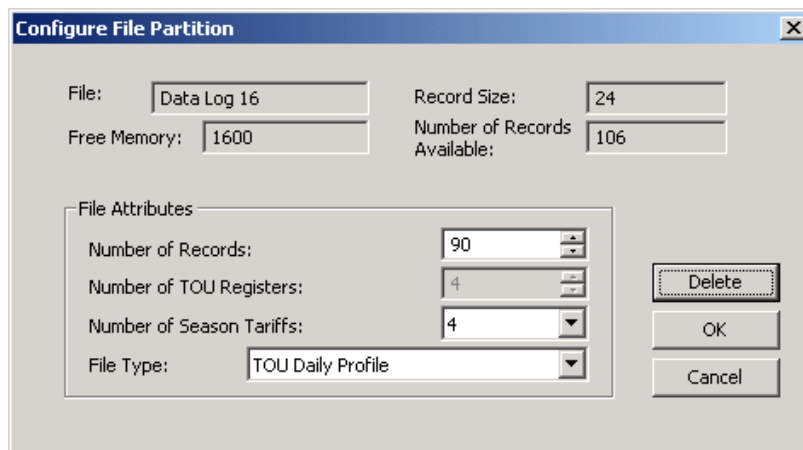 Configure File Partition
File: Data Log 16
Record Size: 24
Free Memory: 1600
Number of Records
Available: 106
File Attributes
Number of Records: 90
Number of TOU Registers: 4
Number of Season Tariffs: 4
File Type: TOU Daily Profile
Delete
OK
Cancel